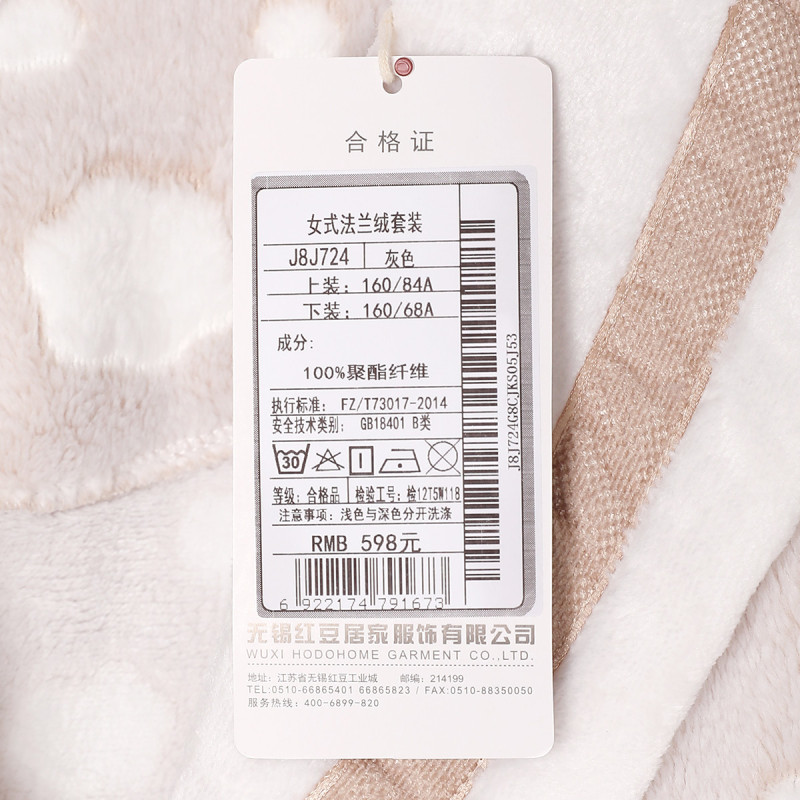 合格证
女式法兰绒套装
J8J724 灰色
上装: 160/84A
下装: 160/68A
成分:
100%聚酯纤维
执行标准: FZ/T73017-2014
安全技术类别: GB18401 B类
30
等级: 合格品 检验工号: 检12T5W118
注意事项: 浅色与深色分开洗涤
RMB 598元
6 922174 791673
J8J724G8CJKS05J53
无锡红豆居家服饰有限公司
WUXI HODOHOME GARMENT CO.,LTD.
地址: 江苏省无锡红豆工业城 邮编: 214199
TEL:0510-66865401 66865823 / FAX:0510-88350050
服务热线: 400-6899-820